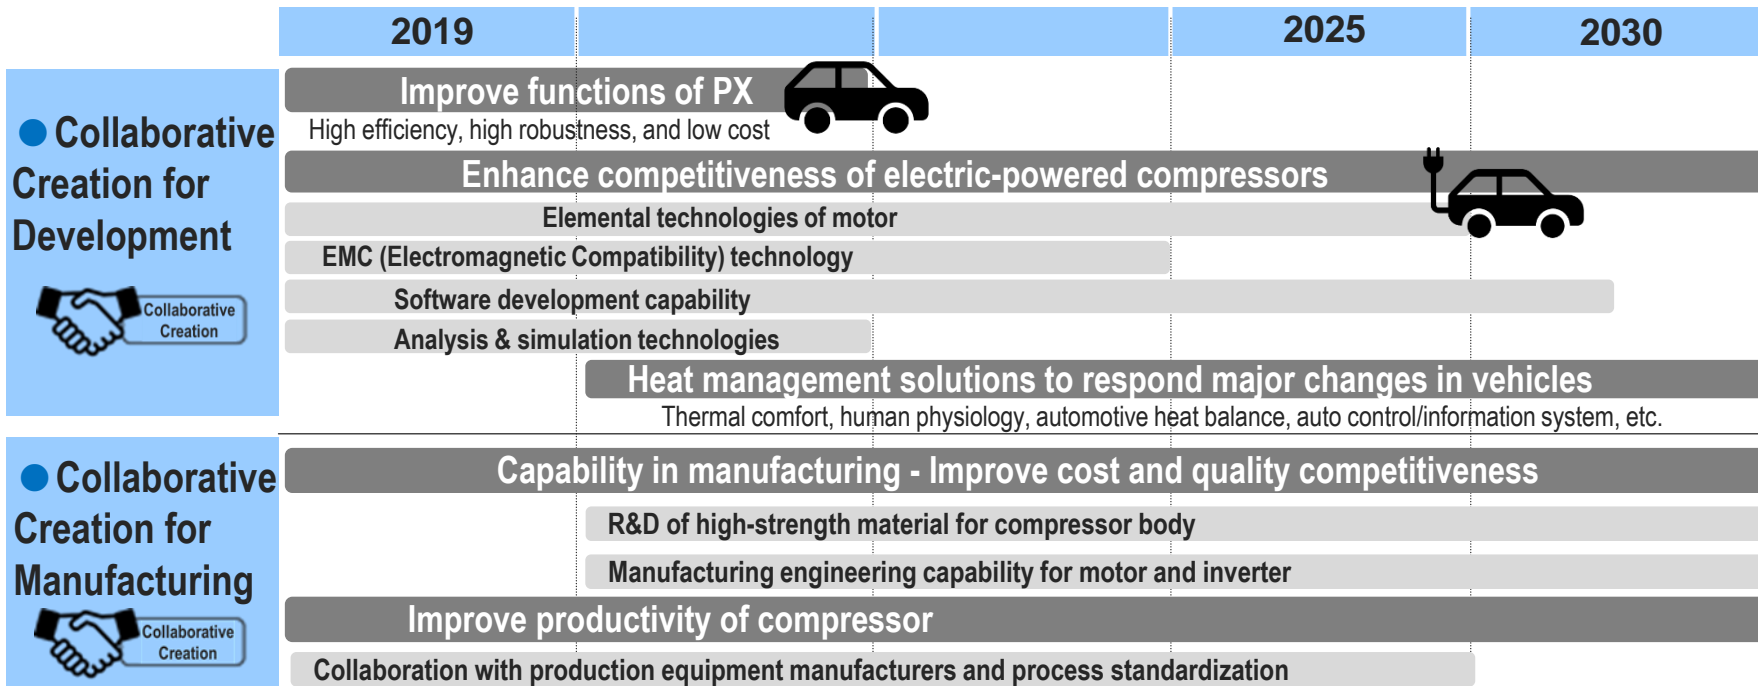 2019
2025
2030
● Collaborative
Creation for
Development
Collaborative
Creation
Improve functions of PX
High efficiency, high robustness, and low cost
Enhance competitiveness of electric-powered compressors
Elemental technologies of motor
EMC (Electromagnetic Compatibility) technology
Software development capability
Analysis & simulation technologies
Heat management solutions to respond major changes in vehicles
Thermal comfort, human physiology, automotive heat balance, auto control/information system, etc.
● Collaborative
Creation for
Manufacturing
Collaborative
Creation
Capability in manufacturing - Improve cost and quality competitiveness
R&D of high-strength material for compressor body
Manufacturing engineering capability for motor and inverter
Improve productivity of compressor
Collaboration with production equipment manufacturers and process standardization